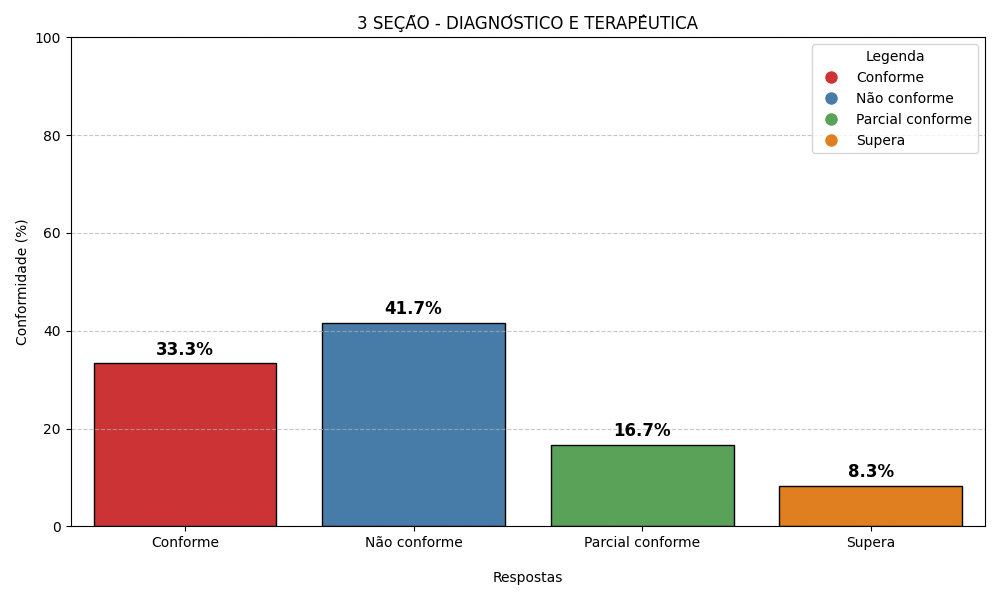 3 SEÇÃO - DIAGNÓSTICO E TERAPÊUTICA
100
80
60
40
20
0
Conformidade (%)
Legenda
Conforme
Não conforme
Parcial conforme
Supera
33.3%
41.7%
16.7%
8.3%
Conforme
Não conforme
Parcial conforme
Supera
Respostas